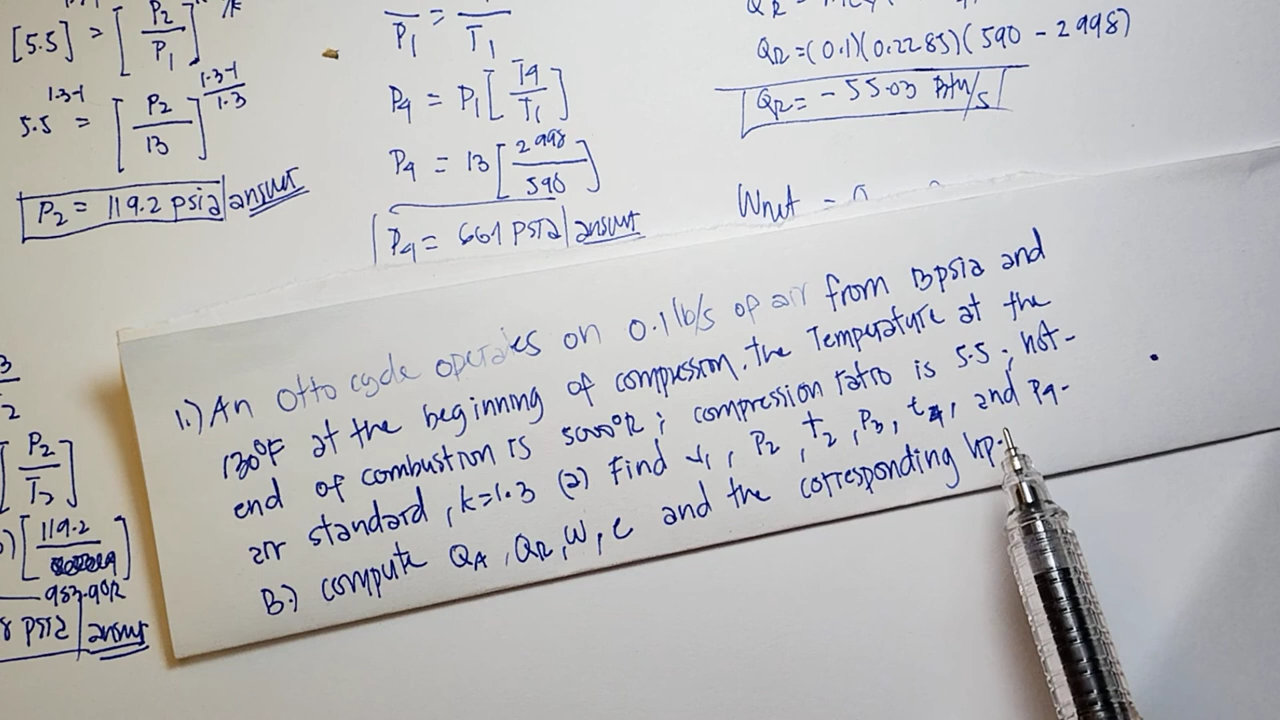 [5.5] = [P2/P1]
5.5^1.3-1 = [P2/13]^1.3-1/1.3
P2 = 119.2 psia answer
P1 = T1
P4 = P1 [T4/T1]
P4 = 13 [2998/590]
P4 = 661 psia answer
QR = (0.1)(0.2285)(590 - 2998)
QR = - 55.03 Btu/s
Wnet =
[P2/T2]
[119.2/
983.90R
psia answer
1.) An otto cycle operates on 0.1 lb/s of air from 13 psia and
130°F at the beginning of compression. the Temperature at the
end of combustion is 5000°R ; compression ratio is 5.5 ; hot-
air standard, k=1.3 (a) Find V1, P2, t2, P3, t4, and P4.
B.) compute QA, QR, W, e and the corresponding hp.